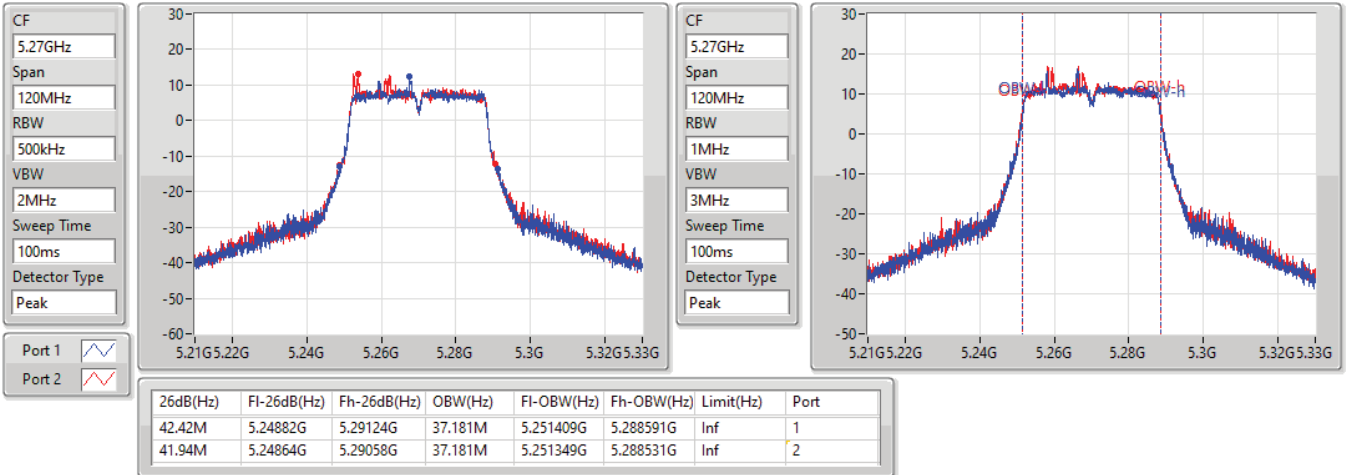 CF
5.27GHz
Span
120MHz
RBW
500kHz
VBW
2MHz
Sweep Time
100ms
Detector Type
Peak
30
20
10
0
-10
-20
-30
-40
-50
-60
5.21G 5.22G 5.24G 5.26G 5.28G 5.3G 5.32G 5.33G
CF
5.27GHz
Span
120MHz
RBW
1MHz
VBW
3MHz
Sweep Time
100ms
Detector Type
Peak
30
20
10
0
-10
-20
-30
-40
-50
OBW-h
5.21G 5.22G 5.24G 5.26G 5.28G 5.3G 5.32G 5.33G
Port 1
Port 2
26dB(Hz) Fl-26dB(Hz) Fh-26dB(Hz) OBW(Hz) Fl-OBW(Hz) Fh-OBW(Hz) Limit(Hz) Port
42.42M 5.24882G 5.29124G 37.181M 5.251409G 5.288591G Inf 1
41.94M 5.24864G 5.29058G 37.181M 5.251349G 5.288531G Inf 2